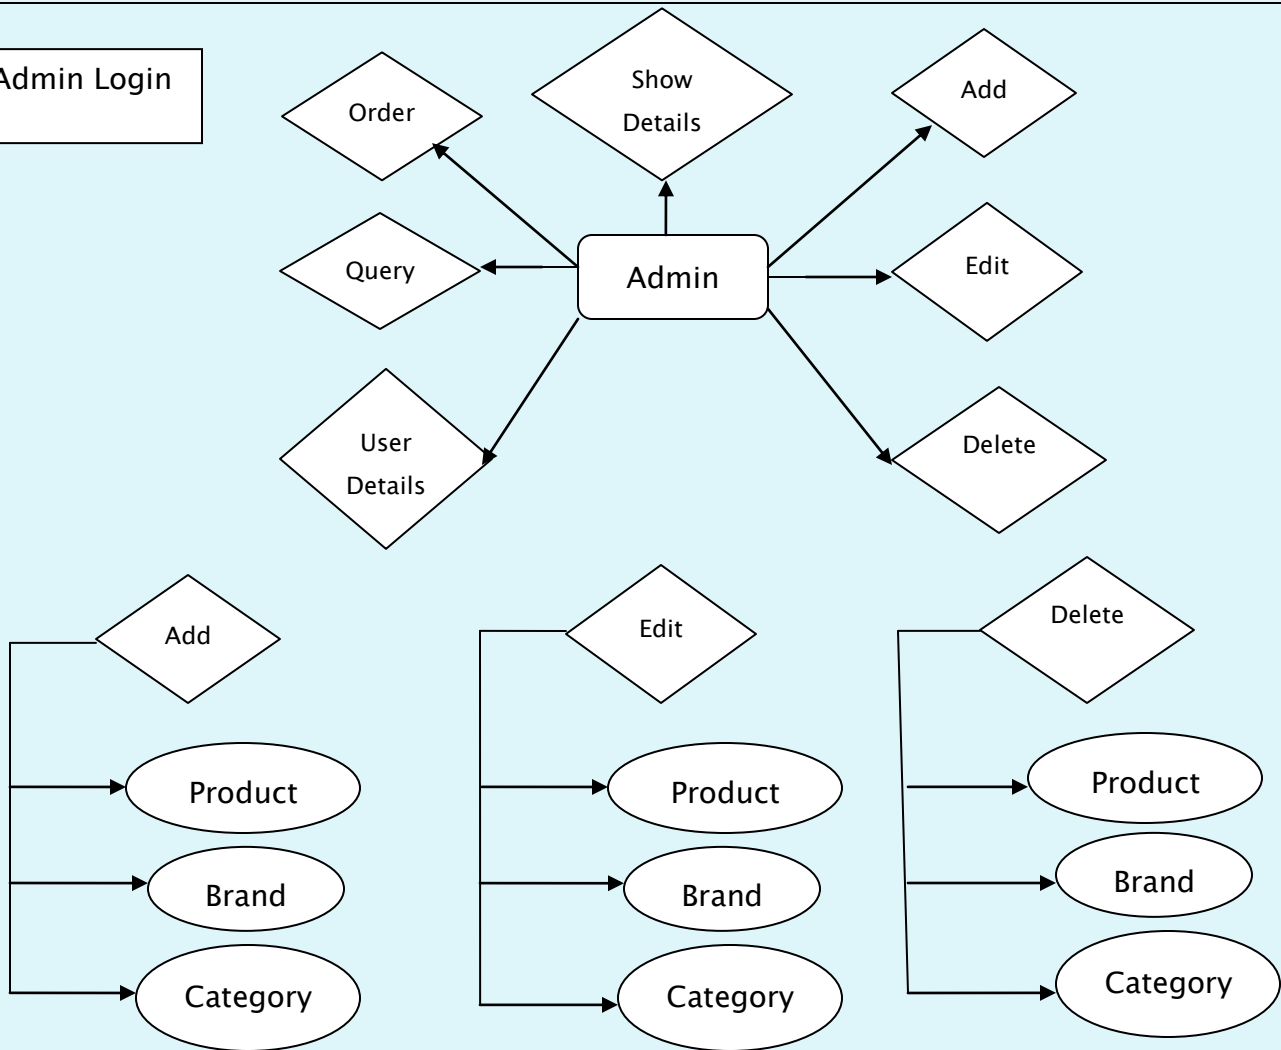 Admin Login
Order
Show
Details
Add
Query
Admin
Edit
User
Details
Delete
Add
Edit
Delete
Product
Product
Product
Brand
Brand
Brand
Category
Category
Category